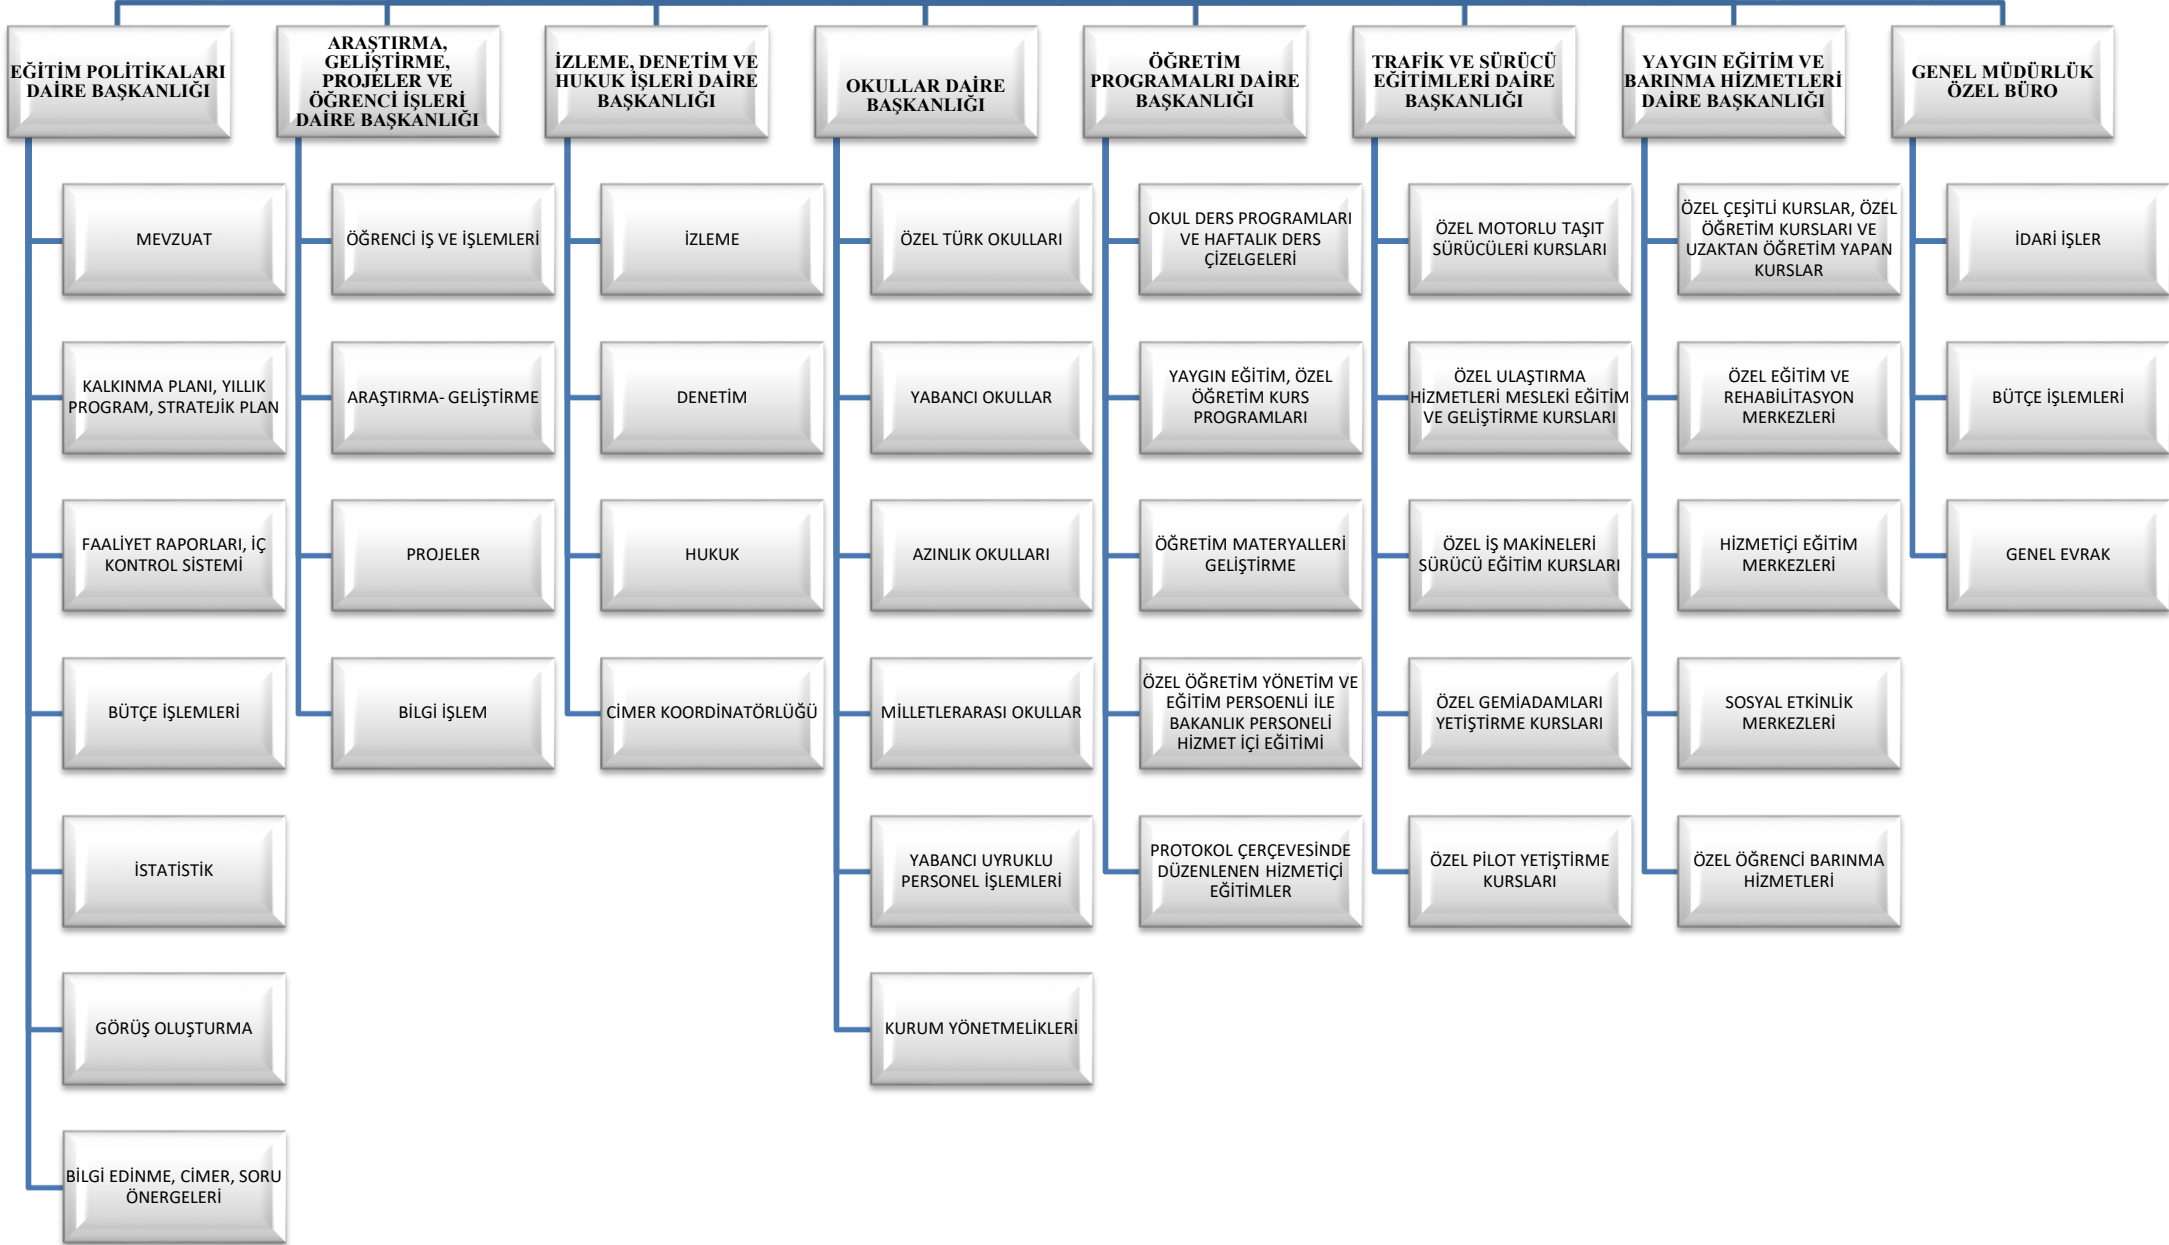 EĞİTİM POLİTİKALARI
DAİRE BAŞKANLIĞI
MEVZUAT
KALKINMA PLANI, YILLIK
PROGRAM, STRATEJİK PLAN
FAALİYET RAPORLARI, İÇ
KONTROL SİSTEMİ
BÜTÇE İŞLEMLERİ
İSTATİSTİK
GÖRÜŞ OLUŞTURMA
BİLGİ EDİNME, CİMER, SORU
ÖNERGELERİ
ARAŞTIRMA,
GELİŞTİRME,
PROJELER VE
ÖĞRENCİ İŞLERİ
DAİRE BAŞKANLIĞI
ÖĞRENCİ İŞ VE İŞLEMLERİ
ARAŞTIRMA- GELİŞTİRME
PROJELER
BİLGİ İŞLEM
İZLEME, DENETİM VE
HUKUK İŞLERİ DAİRE
BAŞKANLIĞI
İZLEME
DENETİM
HUKUK
CİMER KOORDİNATÖRLÜĞÜ
OKULLAR DAİRE
BAŞKANLIĞI
ÖZEL TÜRK OKULLARI
YABANCI OKULLAR
AZINLIK OKULLARI
MİLLETLERARASI OKULLAR
YABANCI UYRUKLU
PERSONEL İŞLEMLERİ
KURUM YÖNETMELİKLERİ
ÖĞRETİM
PROGRAMALRI DAİRE
BAŞKANLIĞI
OKUL DERS PROGRAMLARI
VE HAFTALIK DERS
ÇİZELGELERİ
YAYGIN EĞİTİM, ÖZEL
ÖĞRETİM KURS
PROGRAMLARI
ÖĞRETİM MATERYALLERİ
GELİŞTİRME
ÖZEL ÖĞRETİM YÖNETİM VE
EĞİTİM PERSOENLİ İLE
BAKANLIK PERSONELİ
HİZMET İÇİ EĞİTİMİ
PROTOKOL ÇERÇEVESİNDE
DÜZENLENEN HİZMETİÇİ
EĞİTİMLER
TRAFİK VE SÜRÜCÜ
EĞİTİMLERİ DAİRE
BAŞKANLIĞI
ÖZEL MOTORLU TAŞIT
SÜRÜCÜLERİ KURSLARI
ÖZEL ULAŞTIRMA
HİZMETLERİ MESLEKİ EĞİTİM
VE GELİŞTİRME KURSLARI
ÖZEL İŞ MAKİNELERİ
SÜRÜCÜ EĞİTİM KURSLARI
ÖZEL GEMİADAMLARI
YETİŞTİRME KURSLARI
ÖZEL PİLOT YETİŞTİRME
KURSLARI
YAYGIN EĞİTİM VE
BARINMA HİZMETLERİ
DAİRE BAŞKANLIĞI
ÖZEL ÇEŞİTLİ KURSLAR, ÖZEL
ÖĞRETİM KURSLARI VE
UZAKTAN ÖĞRETİM YAPAN
KURSLAR
ÖZEL EĞİTİM VE
REHABİLİTASYON
MERKEZLERİ
HİZMETİÇİ EĞİTİM
MERKEZLERİ
SOSYAL ETKİNLİK
MERKEZLERİ
ÖZEL ÖĞRENCİ BARINMA
HİZMETLERİ
GENEL MÜDÜRLÜK
ÖZEL BÜRO
İDARİ İŞLER
BÜTÇE İŞLEMLERİ
GENEL EVRAK